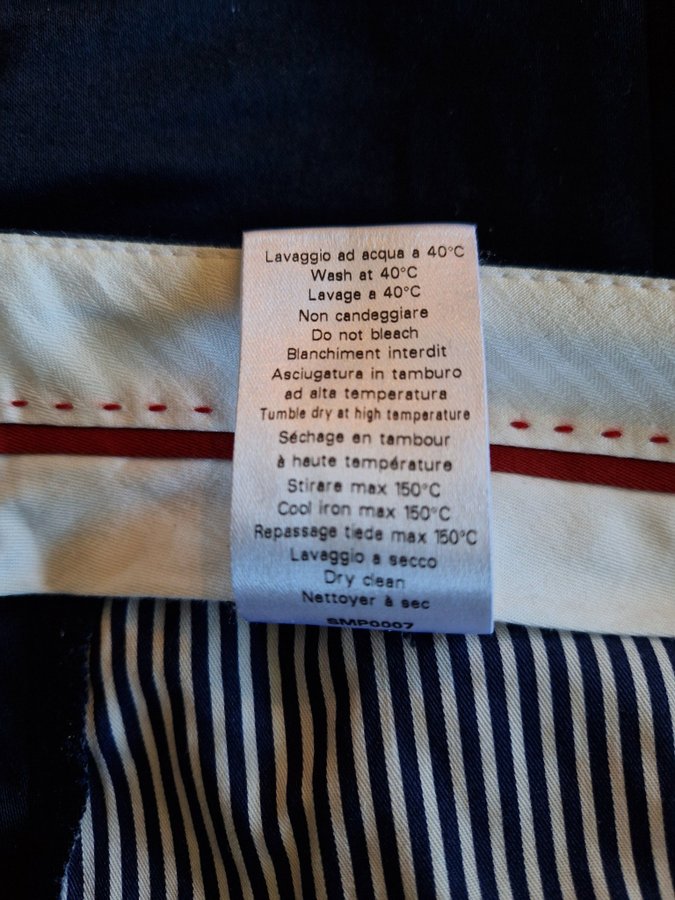 Lavaggio ad acqua a 40°C
Wash at 40°C
Lavage a 40°C
Non candeggiare
Do not bleach
Blanchiment interdit
Asciugatura in tamburo
ad alta temperatura
Tumble dry at high temperature
Séchage en tambour
à haute température
Stirare max 150°C
Cool iron max 150°C
Repassage tiede max 150°C
Lavaggio a secco
Dry clean
Nettoyer à sec
SMP0007